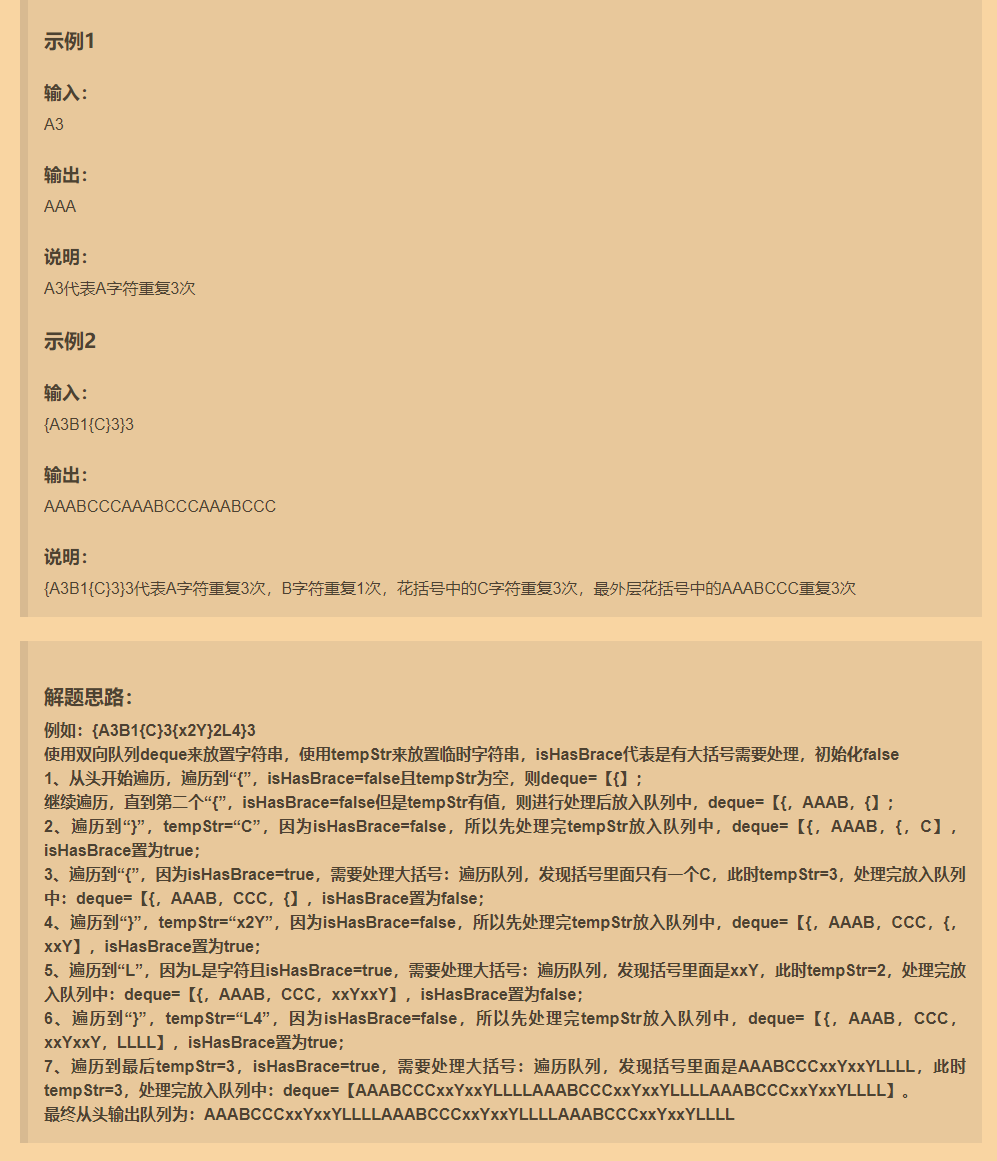 示例1
输入：
A3
输出：
AAA
说明：
A3代表A字符重复3次
示例2
输入：
{A3B1{C}3}3
输出：
AAABCCCAAABCCCAAABCCC
说明：
{A3B1{C}3}3代表A字符重复3次，B字符重复1次，花括号中的C字符重复3次，最外层花括号中的AAABCCC重复3次
解题思路：
例如：{A3B1{C}3{x2Y}2L4}3
使用双向队列deque来放置字符串，使用tempStr来放置临时字符串，isHasBrace代表是有大括号需要处理，初始化false
1、从头开始遍历，遍历到“{”，isHasBrace=false且tempStr为空，则deque=【{】；
继续遍历，直到第二个“{”，isHasBrace=false但是tempStr有值，则进行处理后放入队列中，deque=【{，AAAB，{】；
2、遍历到“}”，tempStr=“C”，因为isHasBrace=false，所以先处理完tempStr放入队列中，deque=【{，AAAB，{，C】，
isHasBrace置为true；
3、遍历到“{”，因为isHasBrace=true，需要处理大括号：遍历队列，发现括号里面只有一个C，此时tempStr=3，处理完放入队列
中：deque=【{，AAAB，CCC，{】，isHasBrace置为false；
4、遍历到“}”，tempStr=“x2Y”，因为isHasBrace=false，所以先处理完tempStr放入队列中，deque=【{，AAAB，CCC，{，
xxY】，isHasBrace置为true；
5、遍历到“L”，因为L是字符且isHasBrace=true，需要处理大括号：遍历队列，发现括号里面是xxY，此时tempStr=2，处理完放
入队列中：deque=【{，AAAB，CCC，xxYxxY】，isHasBrace置为false；
6、遍历到“}”，tempStr=“L4”，因为isHasBrace=false，所以先处理完tempStr放入队列中，deque=【{，AAAB，CCC，
xxYxxY，LLLL】，isHasBrace置为true；
7、遍历到最后tempStr=3，isHasBrace=true，需要处理大括号：遍历队列，发现括号里面是AAABCCCxxYxxYLLLL，此时
tempStr=3，处理完放入队列中：deque=【AAABCCCxxYxxYLLLLAAABCCCxxYxxYLLLLAAABCCCxxYxxYLLLL】。
最终从头输出队列为：AAABCCCxxYxxYLLLLAAABCCCxxYxxYLLLLAAABCCCxxYxxYLLLL